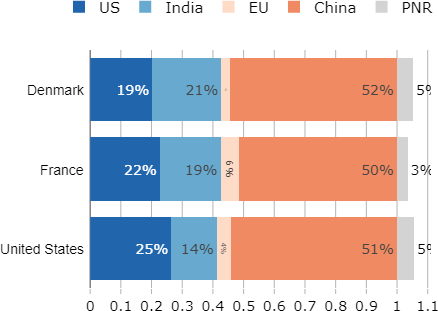 US India EU China PNR
Denmark 19% 21% 52% 5%
France 22% 19% 6% 50% 3%
United States 25% 14% 4% 51% 5%
0 0.1 0.2 0.3 0.4 0.5 0.6 0.7 0.8 0.9 1 1.1